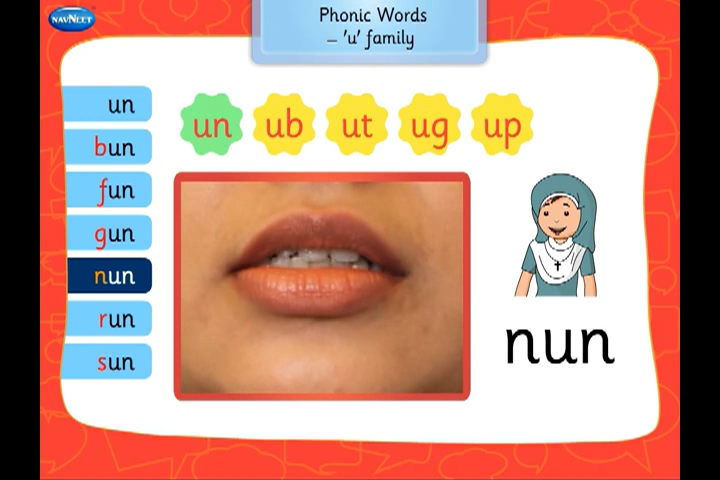 NAVNEET
Phonic Words
– 'u' family
un ub ut ug up
un
bun
fun
gun
nun
run
sun
nun